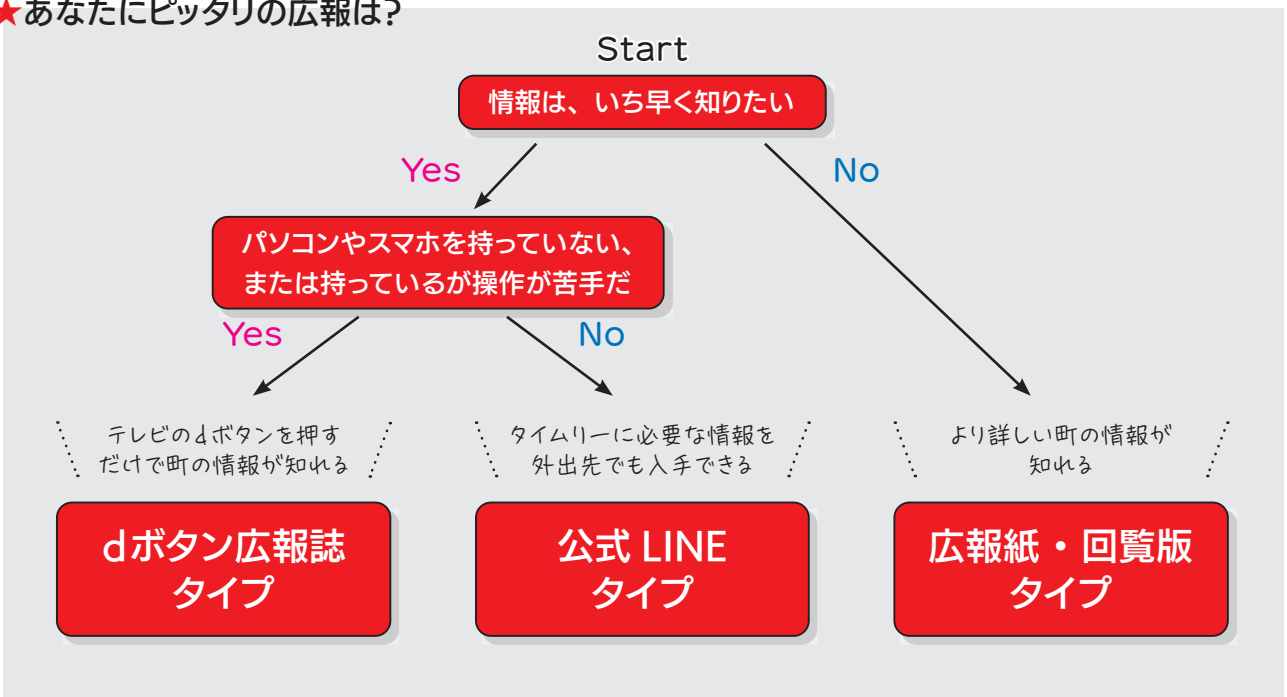 ★あなたにピッタリの広報は?
Start
情報は、いち早く知りたい
Yes
No
パソコンやスマホを持っていない、
または持っているが操作が苦手だ
Yes
No
テレビのdボタンを押す
だけで町の情報が知れる
タイムリーに必要な情報を
外出先でも入手できる
より詳しい町の情報が
知れる
dボタン広報誌
タイプ
公式 LINE
タイプ
広報紙・回覧版
タイプ